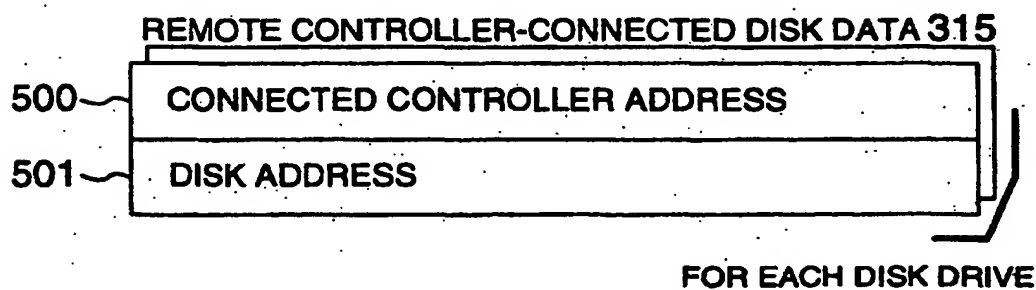 REMOTE CONTROLLER-CONNECTED DISK DATA 315
500 CONNECTED CONTROLLER ADDRESS
501 DISK ADDRESS
FOR EACH DISK DRIVE